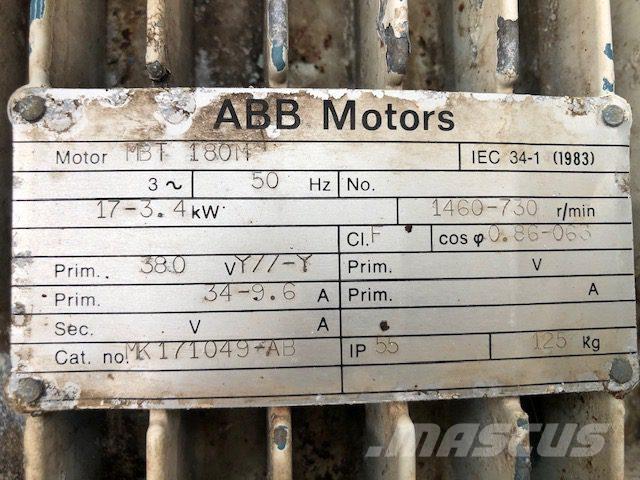 ABB Motors
Motor MBT 180M IEC 34-1 (1983)
3 ~ 50 Hz No.
17-3.4 kW 1460-730 r/min
Cl. F cos φ 0.86-063
Prim. 380 V Y//-Y Prim. V
Prim. 34-9.6 A Prim. A
Sec. V A
Cat. no. MK171049-AB IP 55 125 kg
MASCUS